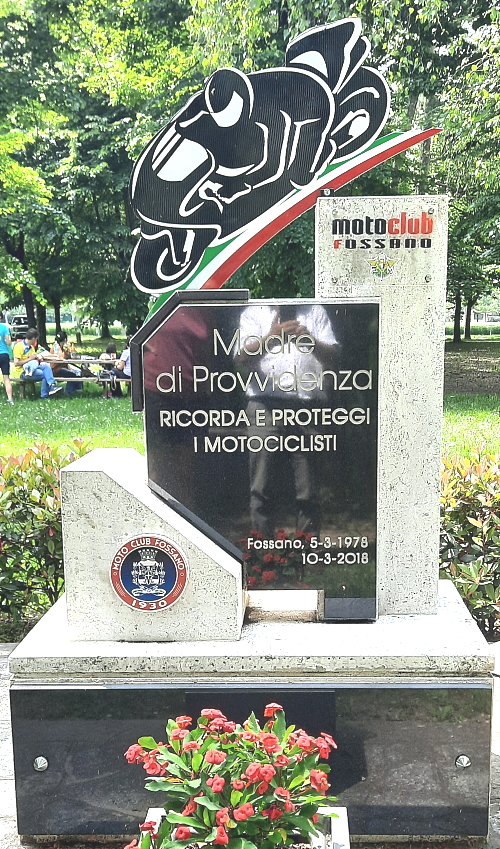 motoclub
FOSSANO
Madre
di Provvidenza
RICORDA E PROTEGGI
I MOTOCICLISTI
Fossano, 5-3-1978
10-3-2018
MOTO CLUB FOSSANO
1930